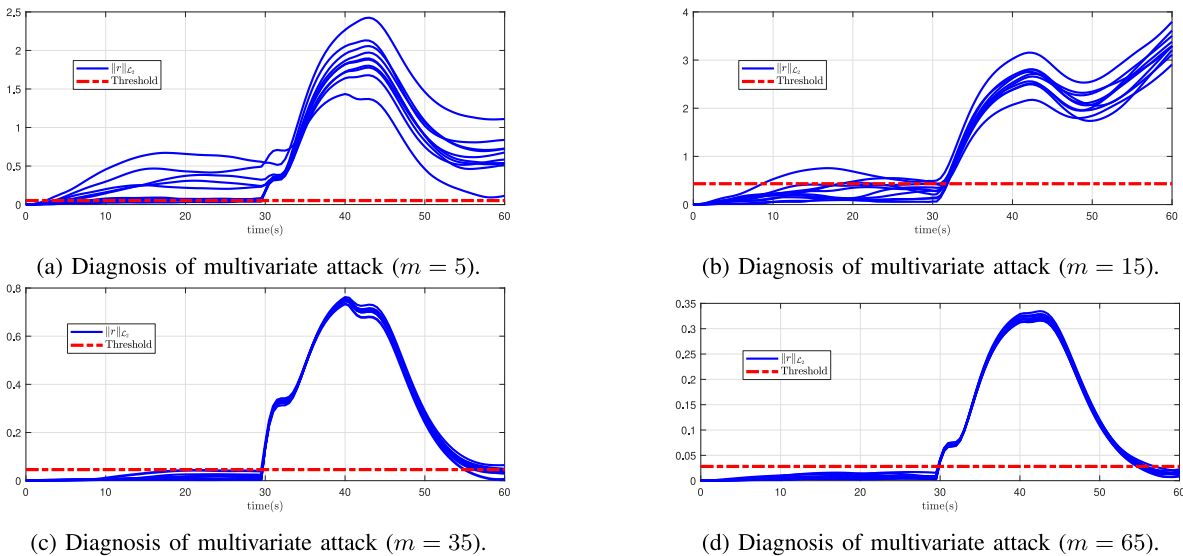 2.5
2
1.5
1
0.5
0
0 10 20 30 40 50 60
time(s)
‖r‖_{𝓛₂}
Threshold
(a) Diagnosis of multivariate attack (m = 5).
4
3
2
1
0
0 10 20 30 40 50 60
time(s)
‖r‖_{𝓛₂}
Threshold
(b) Diagnosis of multivariate attack (m = 15).
0.8
0.6
0.4
0.2
0
0 10 20 30 40 50 60
time(s)
‖r‖_{𝓛₂}
Threshold
(c) Diagnosis of multivariate attack (m = 35).
0.35
0.3
0.25
0.2
0.15
0.1
0.05
0
0 10 20 30 40 50 60
time(s)
‖r‖_{𝓛₂}
Threshold
(d) Diagnosis of multivariate attack (m = 65).